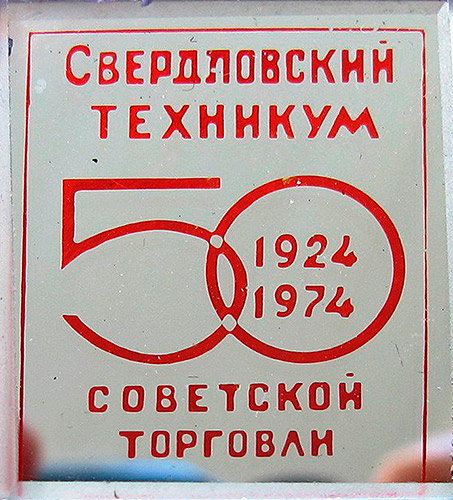 СВЕРДЛОВСКИЙ
ТЕХНИКУМ
50
1924
1974
СОВЕТСКОЙ
ТОРГОВЛИ